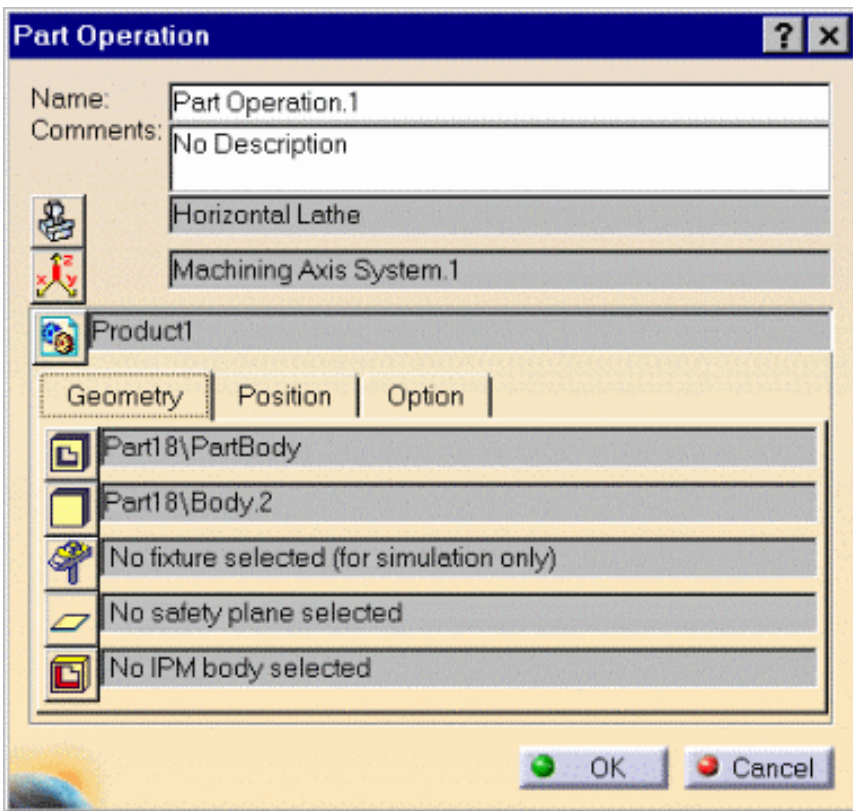 Part Operation
Name: Part Operation.1
Comments: No Description
Horizontal Lathe
Machining Axis System.1
Product1
Geometry Position Option
Part18\PartBody
Part18\Body.2
No fixture selected (for simulation only)
No safety plane selected
No IPM body selected
OK Cancel